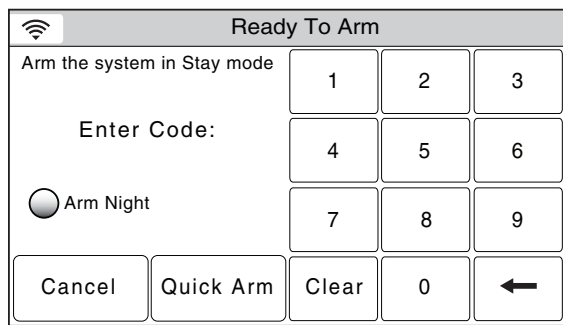 Ready To Arm
Arm the system in Stay mode
Enter Code:
Arm Night
1 2 3
4 5 6
7 8 9
Cancel Quick Arm Clear 0